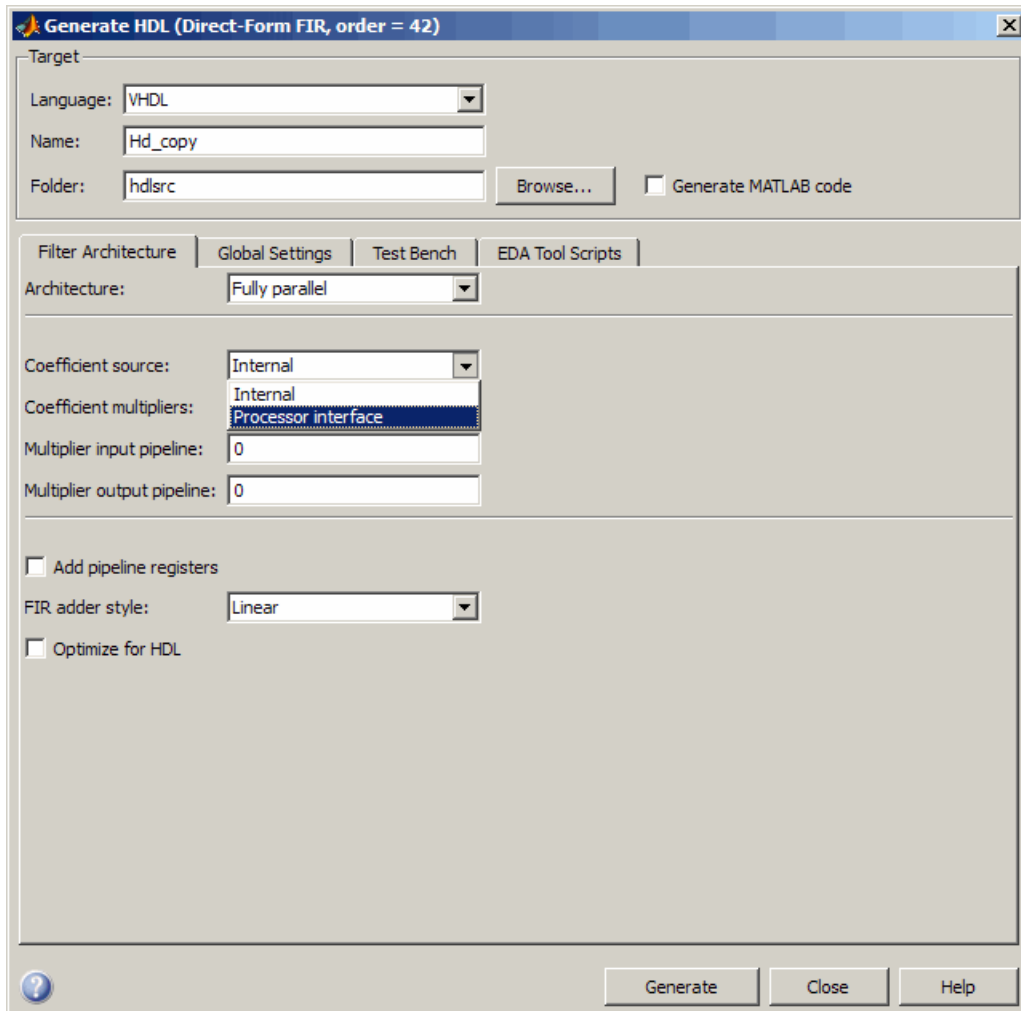 Generate HDL (Direct-Form FIR, order = 42)
Target
Language: VHDL
Name: Hd_copy
Folder: hdlsrc Browse... Generate MATLAB code
Filter Architecture Global Settings Test Bench EDA Tool Scripts
Architecture: Fully parallel
Coefficient source: Internal
Internal
Coefficient multipliers:
Processor interface
Multiplier input pipeline: 0
Multiplier output pipeline: 0
Add pipeline registers
FIR adder style: Linear
Optimize for HDL
? Generate Close Help